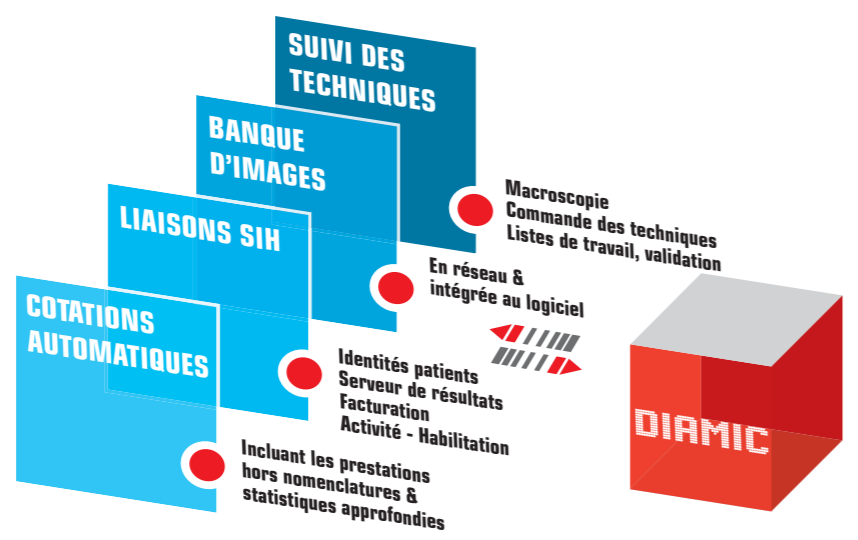 SUIVI DES
TECHNIQUES
Macroscopie
Commande des techniques
Listes de travail, validation
BANQUE
D'IMAGES
En réseau &
intégrée au logiciel
LIAISONS SIH
Identités patients
Serveur de résultats
Facturation
Activité - Habilitation
COTATIONS
AUTOMATIQUES
Incluant les prestations
hors nomenclatures &
statistiques approfondies
DIAMIC